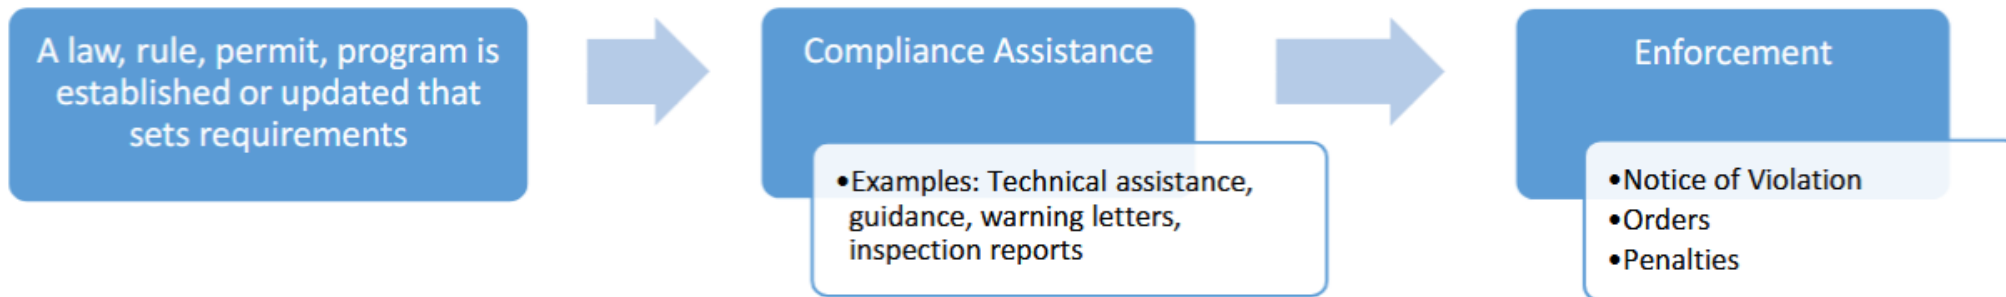 A law, rule, permit, program is
established or updated that
sets requirements
Compliance Assistance
•Examples: Technical assistance,
guidance, warning letters,
inspection reports
Enforcement
•Notice of Violation
•Orders
•Penalties